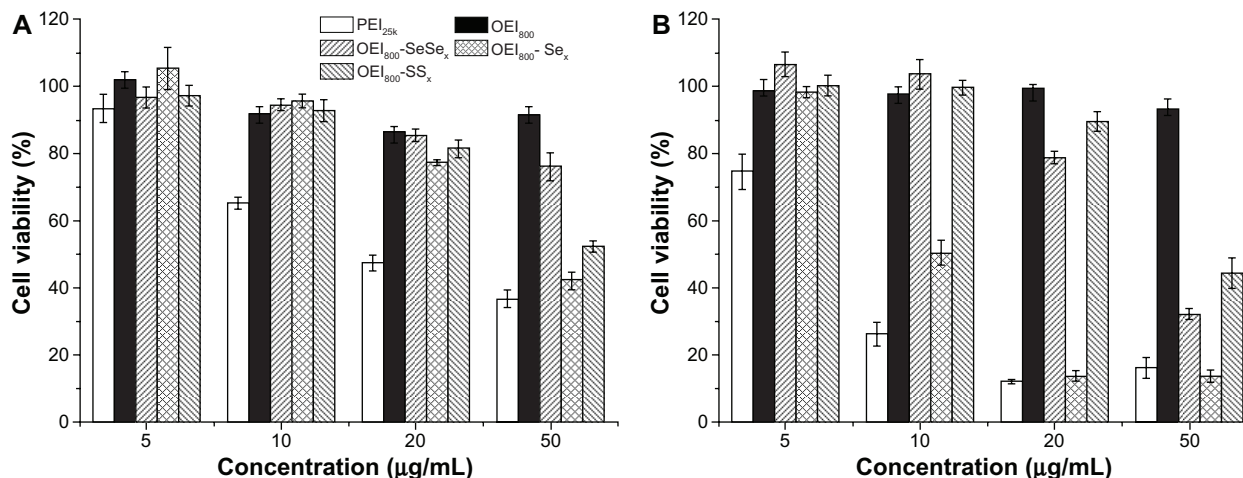 A
120
100
80
60
40
20
0
Cell viability (%)
5 10 20 50
Concentration (μg/mL)
PEI25k
OEI800
OEI800-SeSex
OEI800- Sex
OEI800-SSx
B
120
100
80
60
40
20
0
Cell viability (%)
5 10 20 50
Concentration (μg/mL)